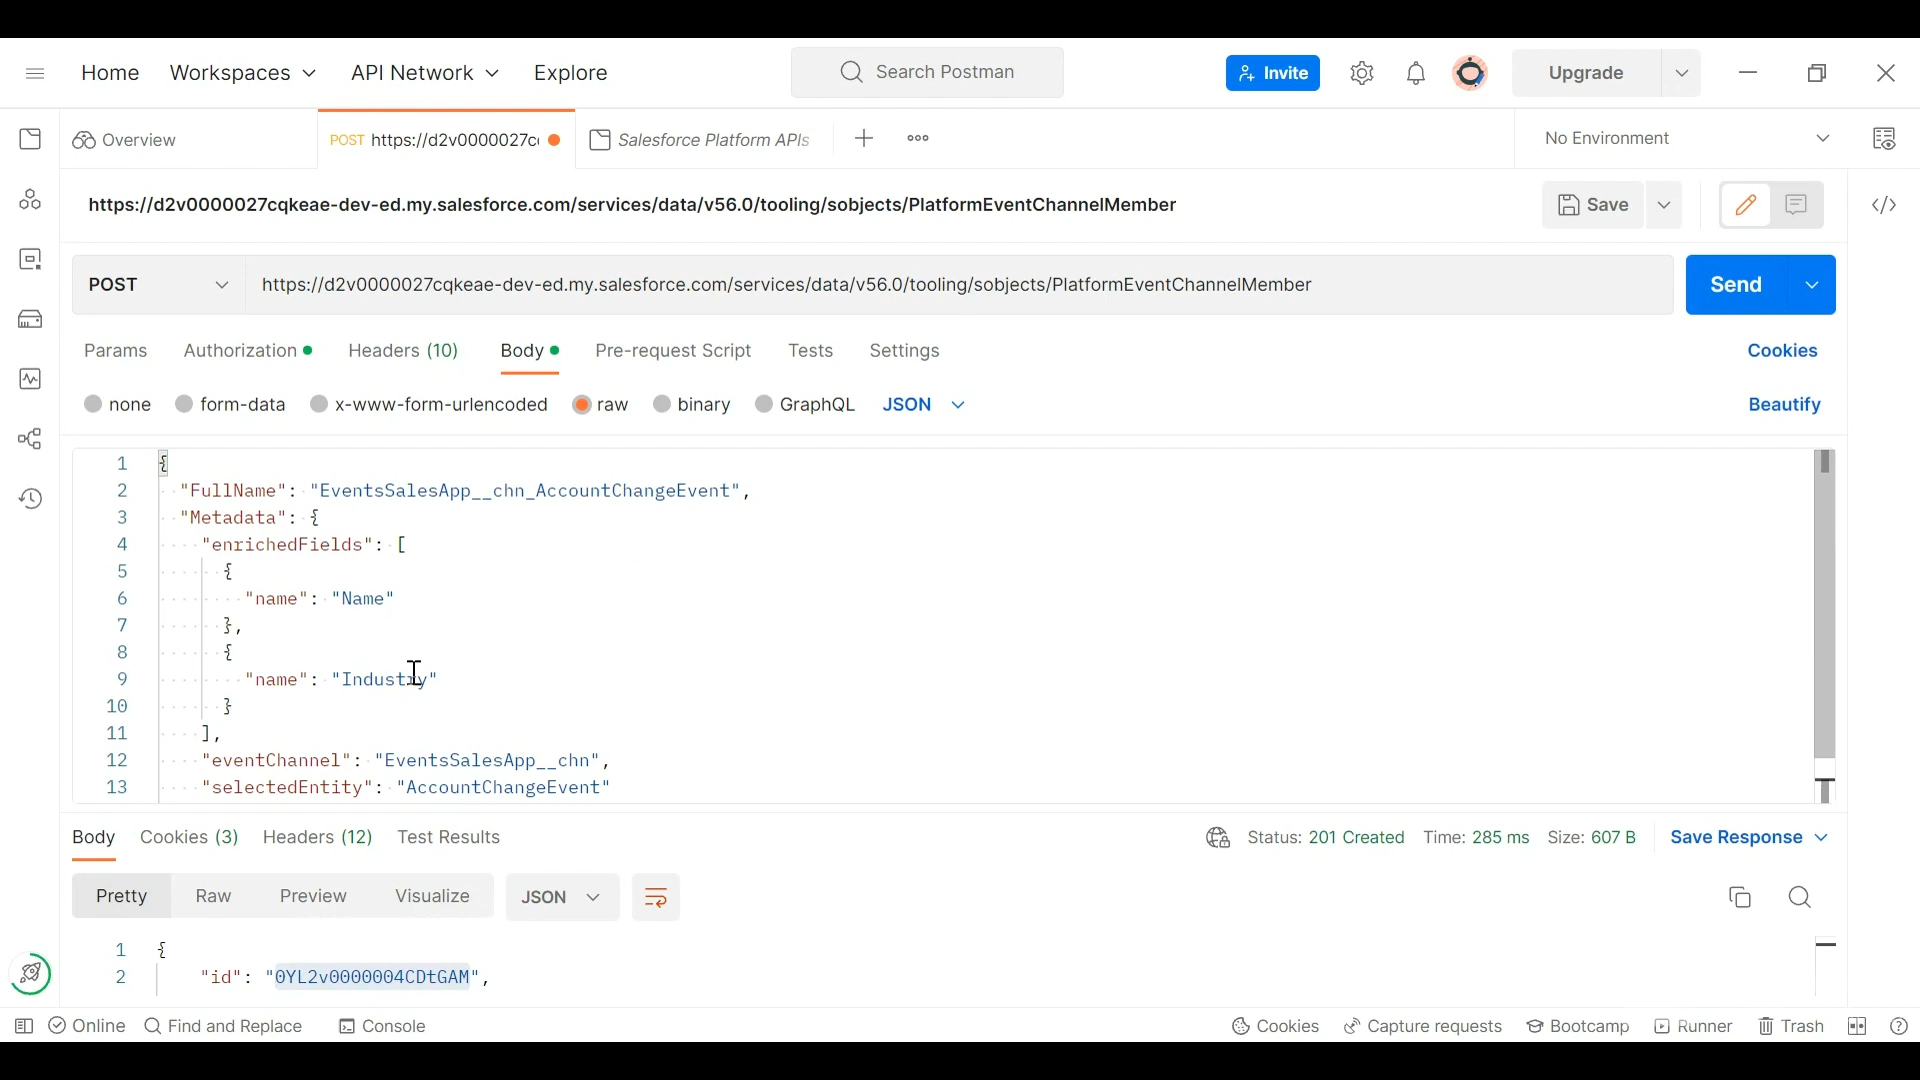 Home Workspaces API Network Explore Search Postman Invite Upgrade
Overview POST https://d2v0000027c Salesforce Platform APIs No Environment
https://d2v0000027cqkeae-dev-ed.my.salesforce.com/services/data/v56.0/tooling/sobjects/PlatformEventChannelMember Save
POST https://d2v0000027cqkeae-dev-ed.my.salesforce.com/services/data/v56.0/tooling/sobjects/PlatformEventChannelMember Send
Params Authorization Headers (10) Body Pre-request Script Tests Settings Cookies
none form-data x-www-form-urlencoded raw binary GraphQL JSON Beautify
1 {
2 "FullName": "EventsSalesApp__chn_AccountChangeEvent",
3 "Metadata": {
4 "enrichedFields": [
5 {
6 "name": "Name"
7 },
8 {
9 "name": "Industry"
10 }
11 ],
12 "eventChannel": "EventsSalesApp__chn",
13 "selectedEntity": "AccountChangeEvent"
Body Cookies (3) Headers (12) Test Results Status: 201 Created Time: 285 ms Size: 607 B Save Response
Pretty Raw Preview Visualize JSON
1 {
2 "id": "0YL2v0000004CDtGAM",
Online Find and Replace Console Cookies Capture requests Bootcamp Runner Trash